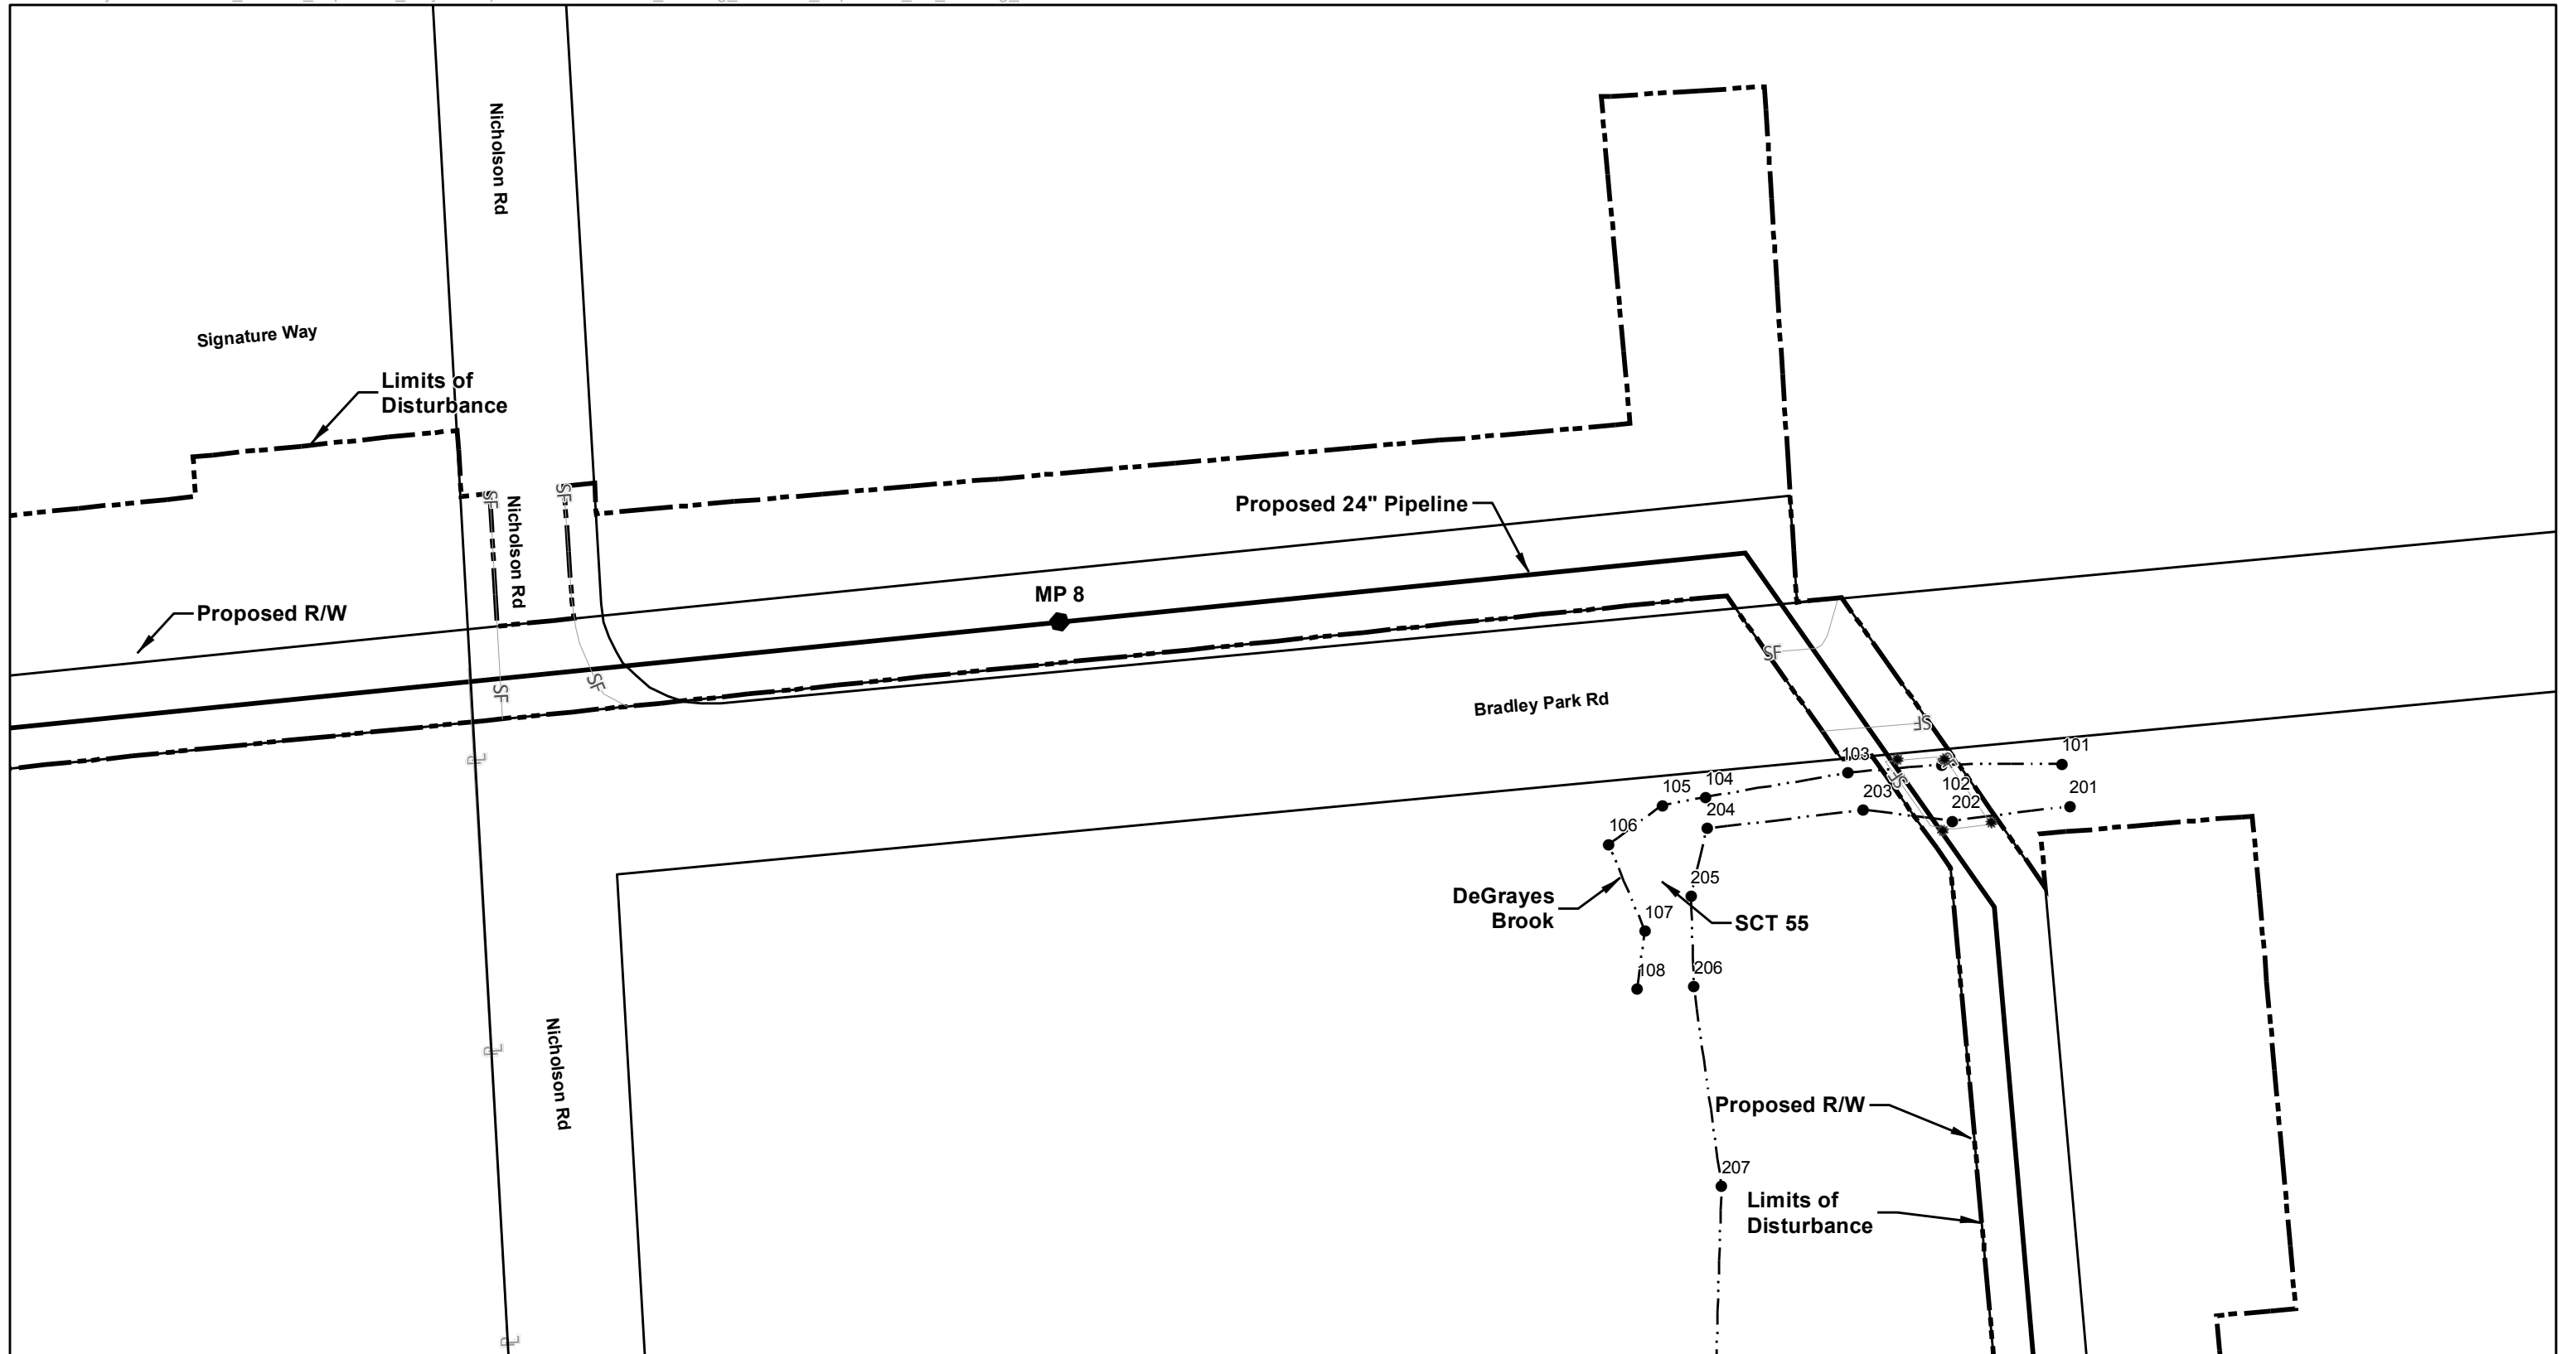 Nicholson Rd
Signature Way
Limits of
Disturbance
SF
SF
Nicholson Rd
Proposed 24" Pipeline
MP 8
Proposed R/W
SF
SF
SF
SF
Bradley Park Rd
SF
SF
101
102
103
104
105
106
107
108
201
202
203
204
205
206
207
DeGrayes
Brook
SCT 55
Nicholson Rd
Proposed R/W
Limits of
Disturbance